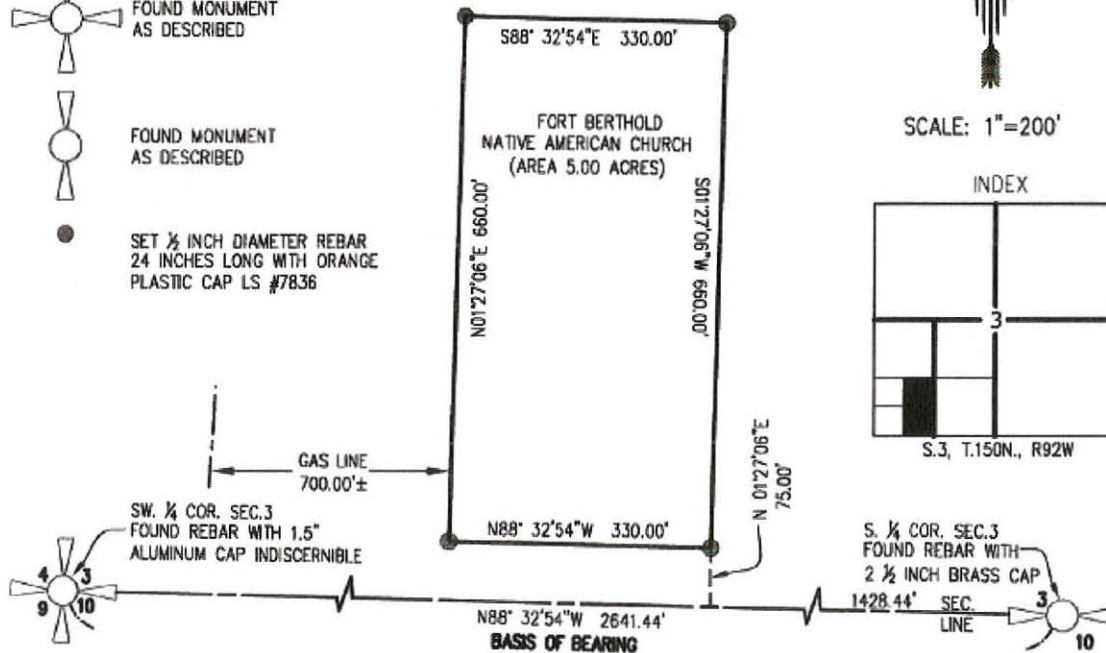 FOUND MONUMENT
AS DESCRIBED
FOUND MONUMENT
AS DESCRIBED
SET ½ INCH DIAMETER REBAR
24 INCHES LONG WITH ORANGE
PLASTIC CAP LS #7836
S88° 32'54"E 330.00'
FORT BERTHOLD
NATIVE AMERICAN CHURCH
(AREA 5.00 ACRES)
N01°27'06"E 660.00'
S01°27'06"W 660.00'
SCALE: 1"=200'
INDEX
3
S.3, T.150N., R92W
GAS LINE
700.00'±
N88° 32'54"W 330.00'
N 01°27'06"E
75.00'
SW. ¼ COR. SEC.3
FOUND REBAR WITH 1.5"
ALUMINUM CAP INDISCERNIBLE
4 3
9 10
S. ¼ COR. SEC.3
FOUND REBAR WITH
2 ½ INCH BRASS CAP
1428.44' SEC.
LINE
3
10
N88° 32'54"W 2641.44'
BASIS OF BEARING